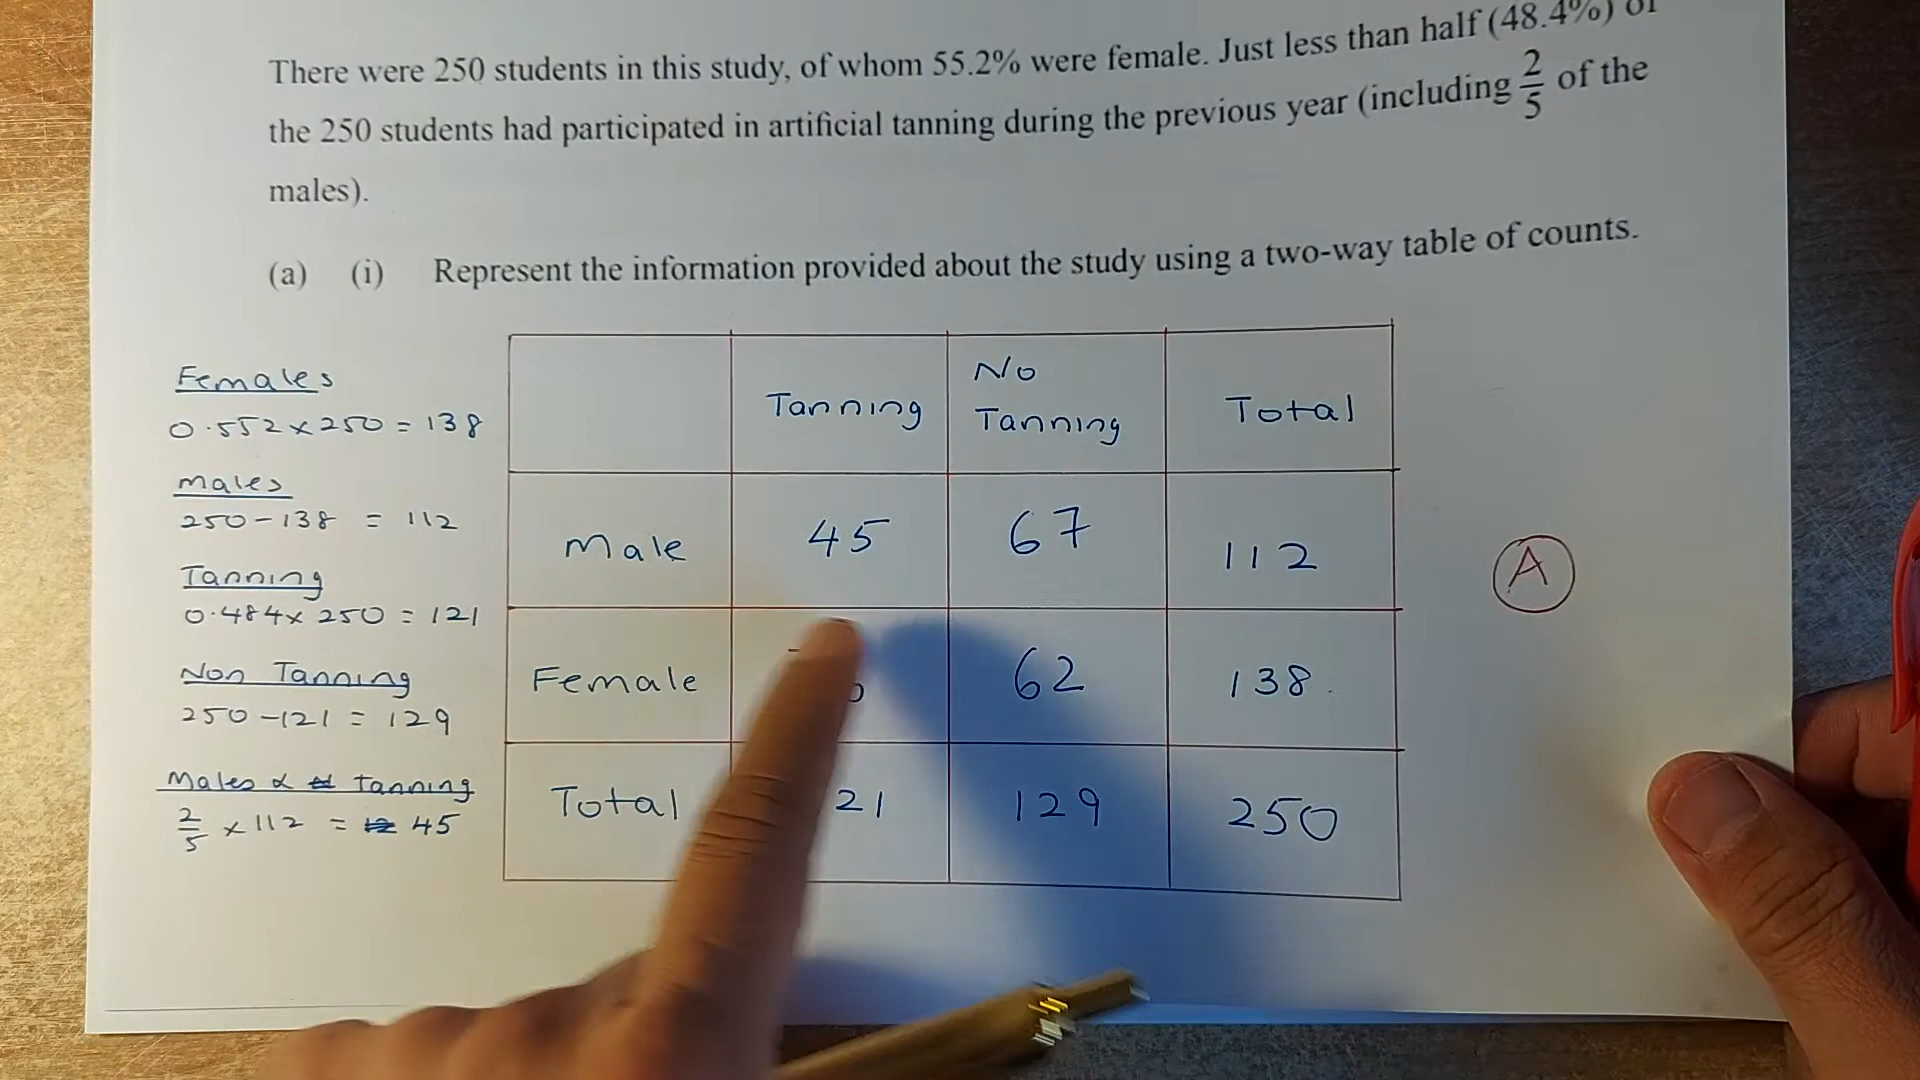 There were 250 students in this study, of whom 55.2% were female. Just less than half (48.4%) of
the 250 students had participated in artificial tanning during the previous year (including 2/5 of the
males).
(a) (i) Represent the information provided about the study using a two-way table of counts.
Females
0.552 x 250 = 138
males
250 - 138 = 112
Tanning
0.484 x 250 = 121
Non Tanning
250 - 121 = 129
Males & Tanning
2/5 x 112 = 45
Tanning No Tanning Total
Male 45 67 112
Female 62 138
Total 21 129 250
A